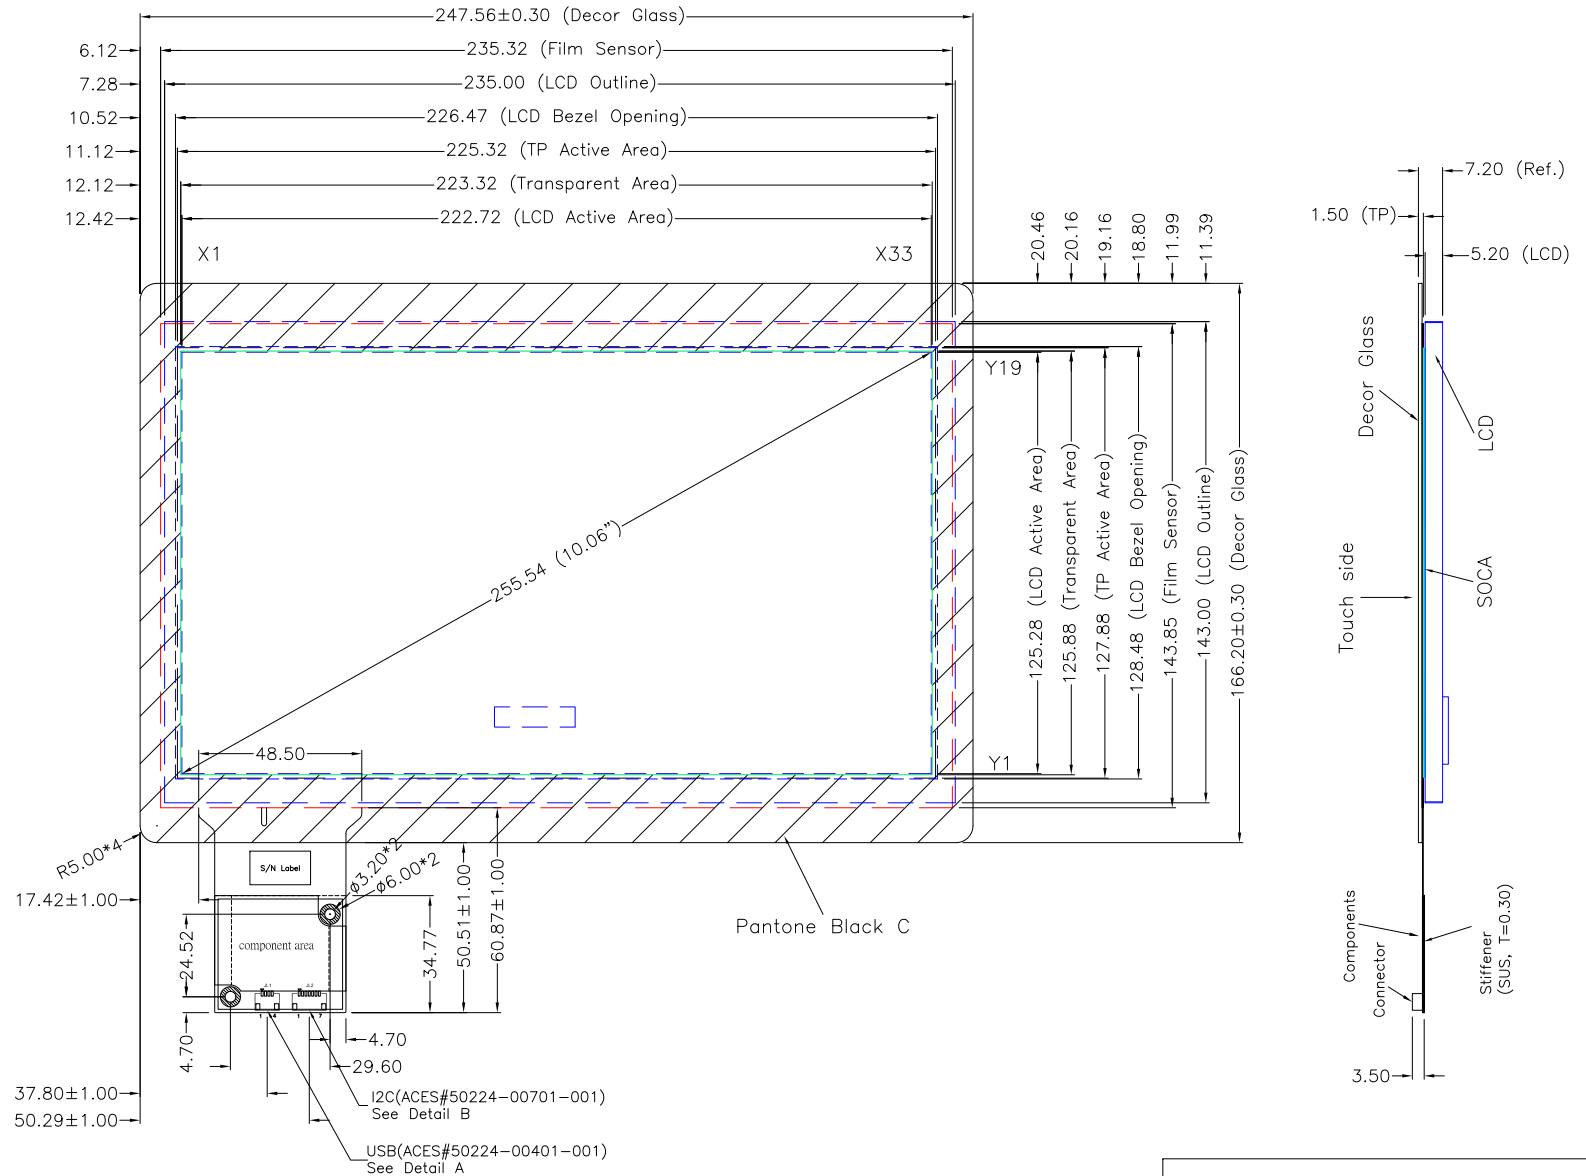 247.56±0.30 (Decor Glass)
6.12
235.32 (Film Sensor)
7.28
235.00 (LCD Outline)
10.52
226.47 (LCD Bezel Opening)
11.12
225.32 (TP Active Area)
12.12
223.32 (Transparent Area)
12.42
222.72 (LCD Active Area)
X1
X33
20.46
20.16
19.16
18.80
11.99
11.39
7.20 (Ref.)
1.50 (TP)
5.20 (LCD)
Y19
Y1
255.54 (10.06")
125.28 (LCD Active Area)
125.88 (Transparent Area)
127.88 (TP Active Area)
128.48 (LCD Bezel Opening)
143.85 (Film Sensor)
143.00 (LCD Outline)
166.20±0.30 (Decor Glass)
Decor Glass
LCD
Touch side
SOCA
48.50
R5.00*4
S/N Label
ø3.20*2
ø6.00*2
17.42±1.00
24.52
component area
34.77
50.51±1.00
60.87±1.00
Pantone Black C
Components
Connector
Stiffener
(SUS, T=0.30)
JL1
JL2
1 4
1 7
4.70
4.70
29.60
3.50
37.80±1.00
50.29±1.00
I2C(ACES#50224-00701-001)
See Detail B
USB(ACES#50224-00401-001)
See Detail A